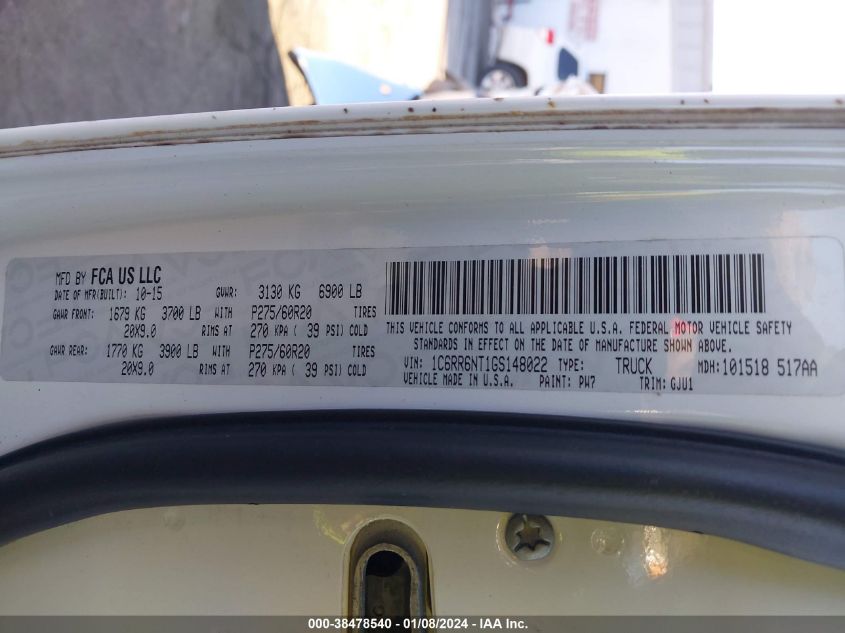 MFD BY FCA US LLC
DATE OF MFR(BUILT): 10-15 GVWR: 3130 KG 6900 LB
GAWR FRONT: 1679 KG 3700 LB WITH P275/60R20 TIRES
20X9.0 RIMS AT 270 KPA ( 39 PSI) COLD
GAWR REAR: 1770 KG 3900 LB WITH P275/60R20 TIRES
20X9.0 RIMS AT 270 KPA ( 39 PSI) COLD
THIS VEHICLE CONFORMS TO ALL APPLICABLE U.S.A. FEDERAL MOTOR VEHICLE SAFETY
STANDARDS IN EFFECT ON THE DATE OF MANUFACTURE SHOWN ABOVE.
VIN: 1C6RR6NT1GS148022 TYPE: TRUCK MDH:101518 517AA
VEHICLE MADE IN U.S.A. PAINT: PW7 TRIM: GJU1
000-38478540 - 01/08/2024 - IAA Inc.